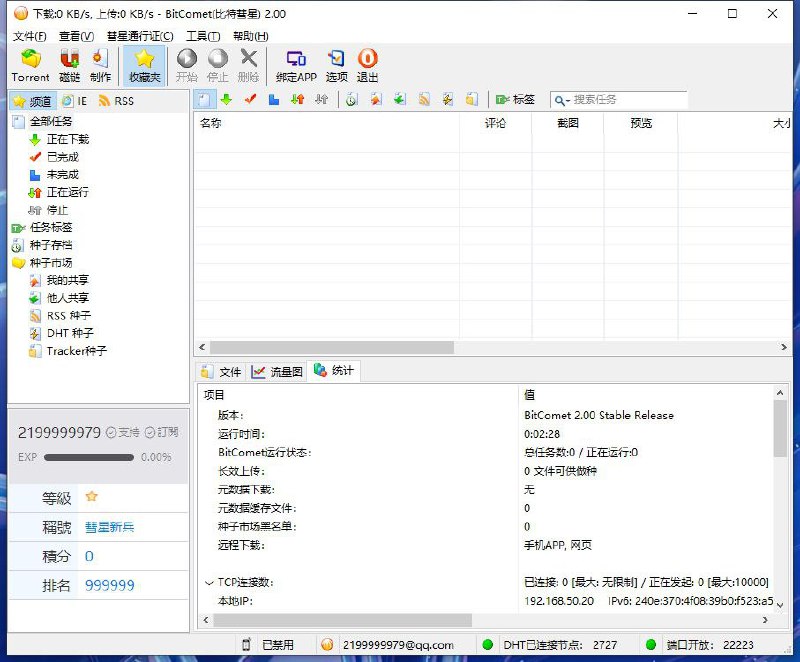 下载:0 KB/s, 上传:0 KB/s - BitComet(比特彗星) 2.00
文件(F) 查看(V) 彗星通行证(C) 工具(T) 帮助(H)
Torrent 磁链 制作 收藏夹 开始 停止 删除 绑定APP 选项 退出
频道 IE RSS 标签 搜索任务
全部任务
正在下载
已完成
未完成
正在运行
停止
任务标签
种子存档
种子市场
我的共享
他人共享
RSS 种子
DHT 种子
Tracker种子
名称 评论 截图 预览 大小
文件 流量图 统计
项目 值
版本: BitComet 2.00 Stable Release
运行时间: 0:02:28
BitComet运行状态: 总任务数:0 / 正在运行:0
长效上传: 0 文件可供做种
元数据下载: 无
元数据缓存文件: 0
种子市场黑名单: 0
远程下载: 手机APP, 网页
TCP连接数: 已连接: 0 [最大: 无限制] / 正在发起: 0 [最大:10000]
本地IP: 192.168.50.20 IPv6: 240e:370:4f08:39b0:f523:a5
2199999979 支持 訂閱
EXP 0.00%
等級
稱號 彗星新兵
積分 0
排名 999999
已禁用 2199999979@qq.com DHT已连接节点: 2727 端口开放: 22223